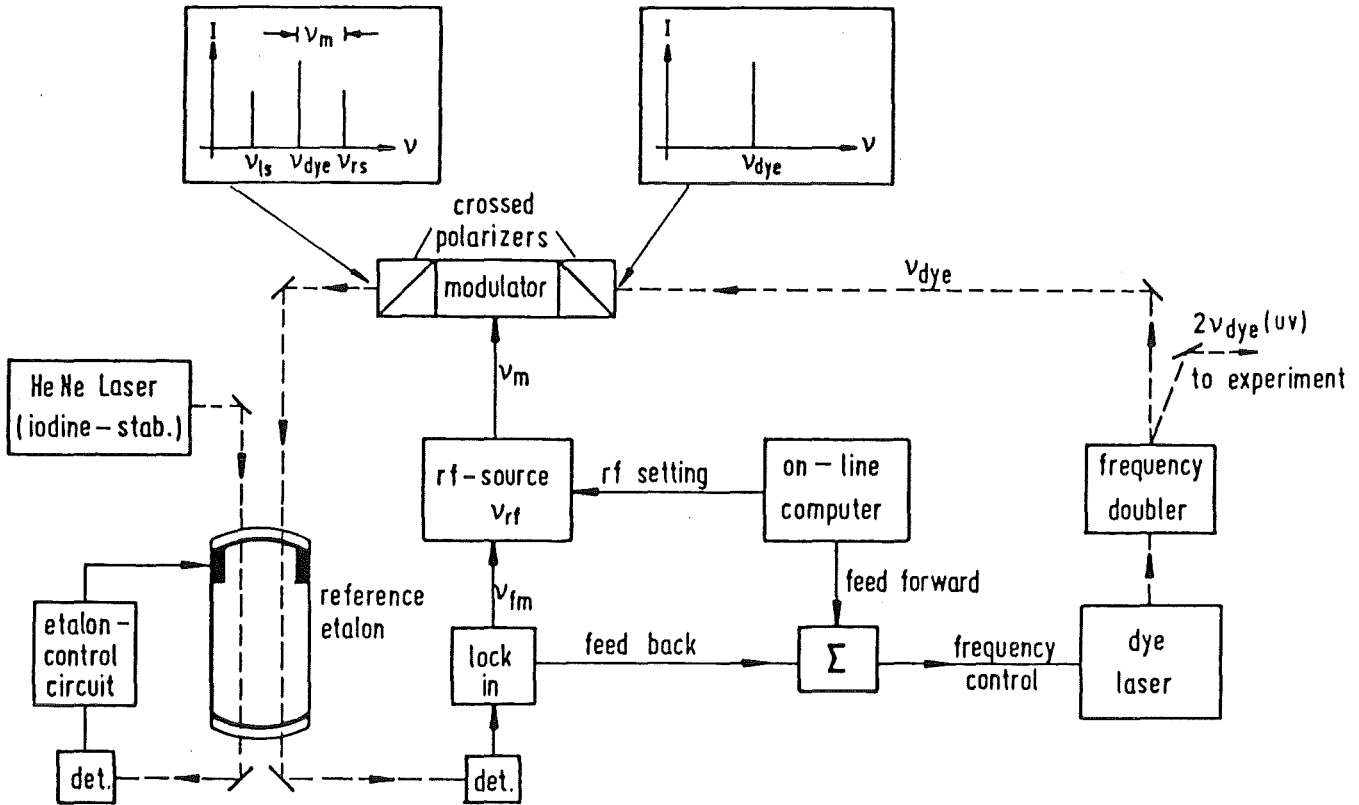 I
ν_m
ν
ν_ls ν_dye ν_rs
I
ν
ν_dye
crossed
polarizers
modulator
ν_dye
2ν_dye (uv)
to experiment
ν_m
He Ne Laser
(iodine-stab.)
rf-source
ν_rf
rf setting
on-line
computer
frequency
doubler
ν_fm
feed forward
reference
etalon
etalon-
control
circuit
lock
in
feed back
Σ
frequency
control
dye
laser
det.
det.